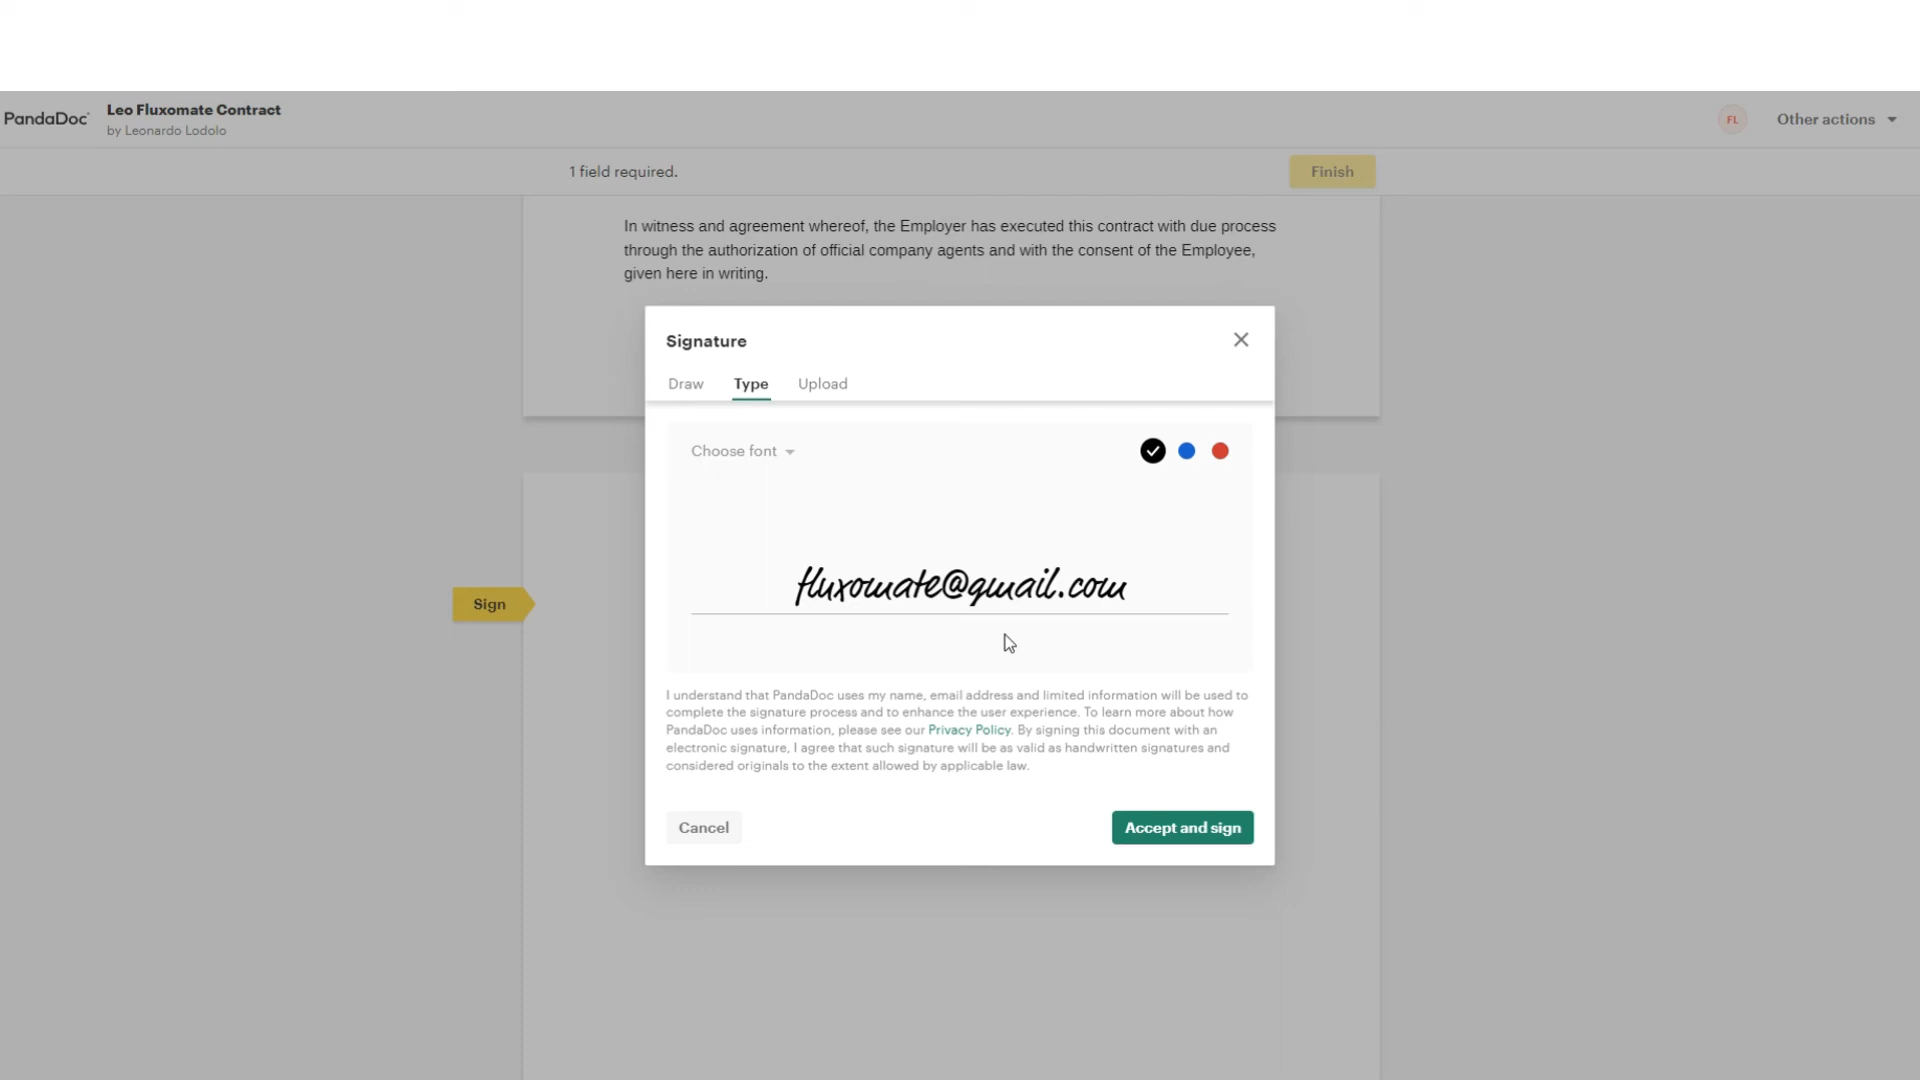 PandaDoc
Leo Fluxomate Contract
by Leonardo Lodolo
FL
Other actions
1 field required.
Finish
In witness and agreement whereof, the Employer has executed this contract with due process
through the authorization of official company agents and with the consent of the Employee,
given here in writing.
Signature
Draw
Type
Upload
Choose font
fluxomate@gmail.com
Sign
I understand that PandaDoc uses my name, email address and limited information will be used to
complete the signature process and to enhance the user experience. To learn more about how
PandaDoc uses information, please see our Privacy Policy. By signing this document with an
electronic signature, I agree that such signature will be as valid as handwritten signatures and
considered originals to the extent allowed by applicable law.
Cancel
Accept and sign